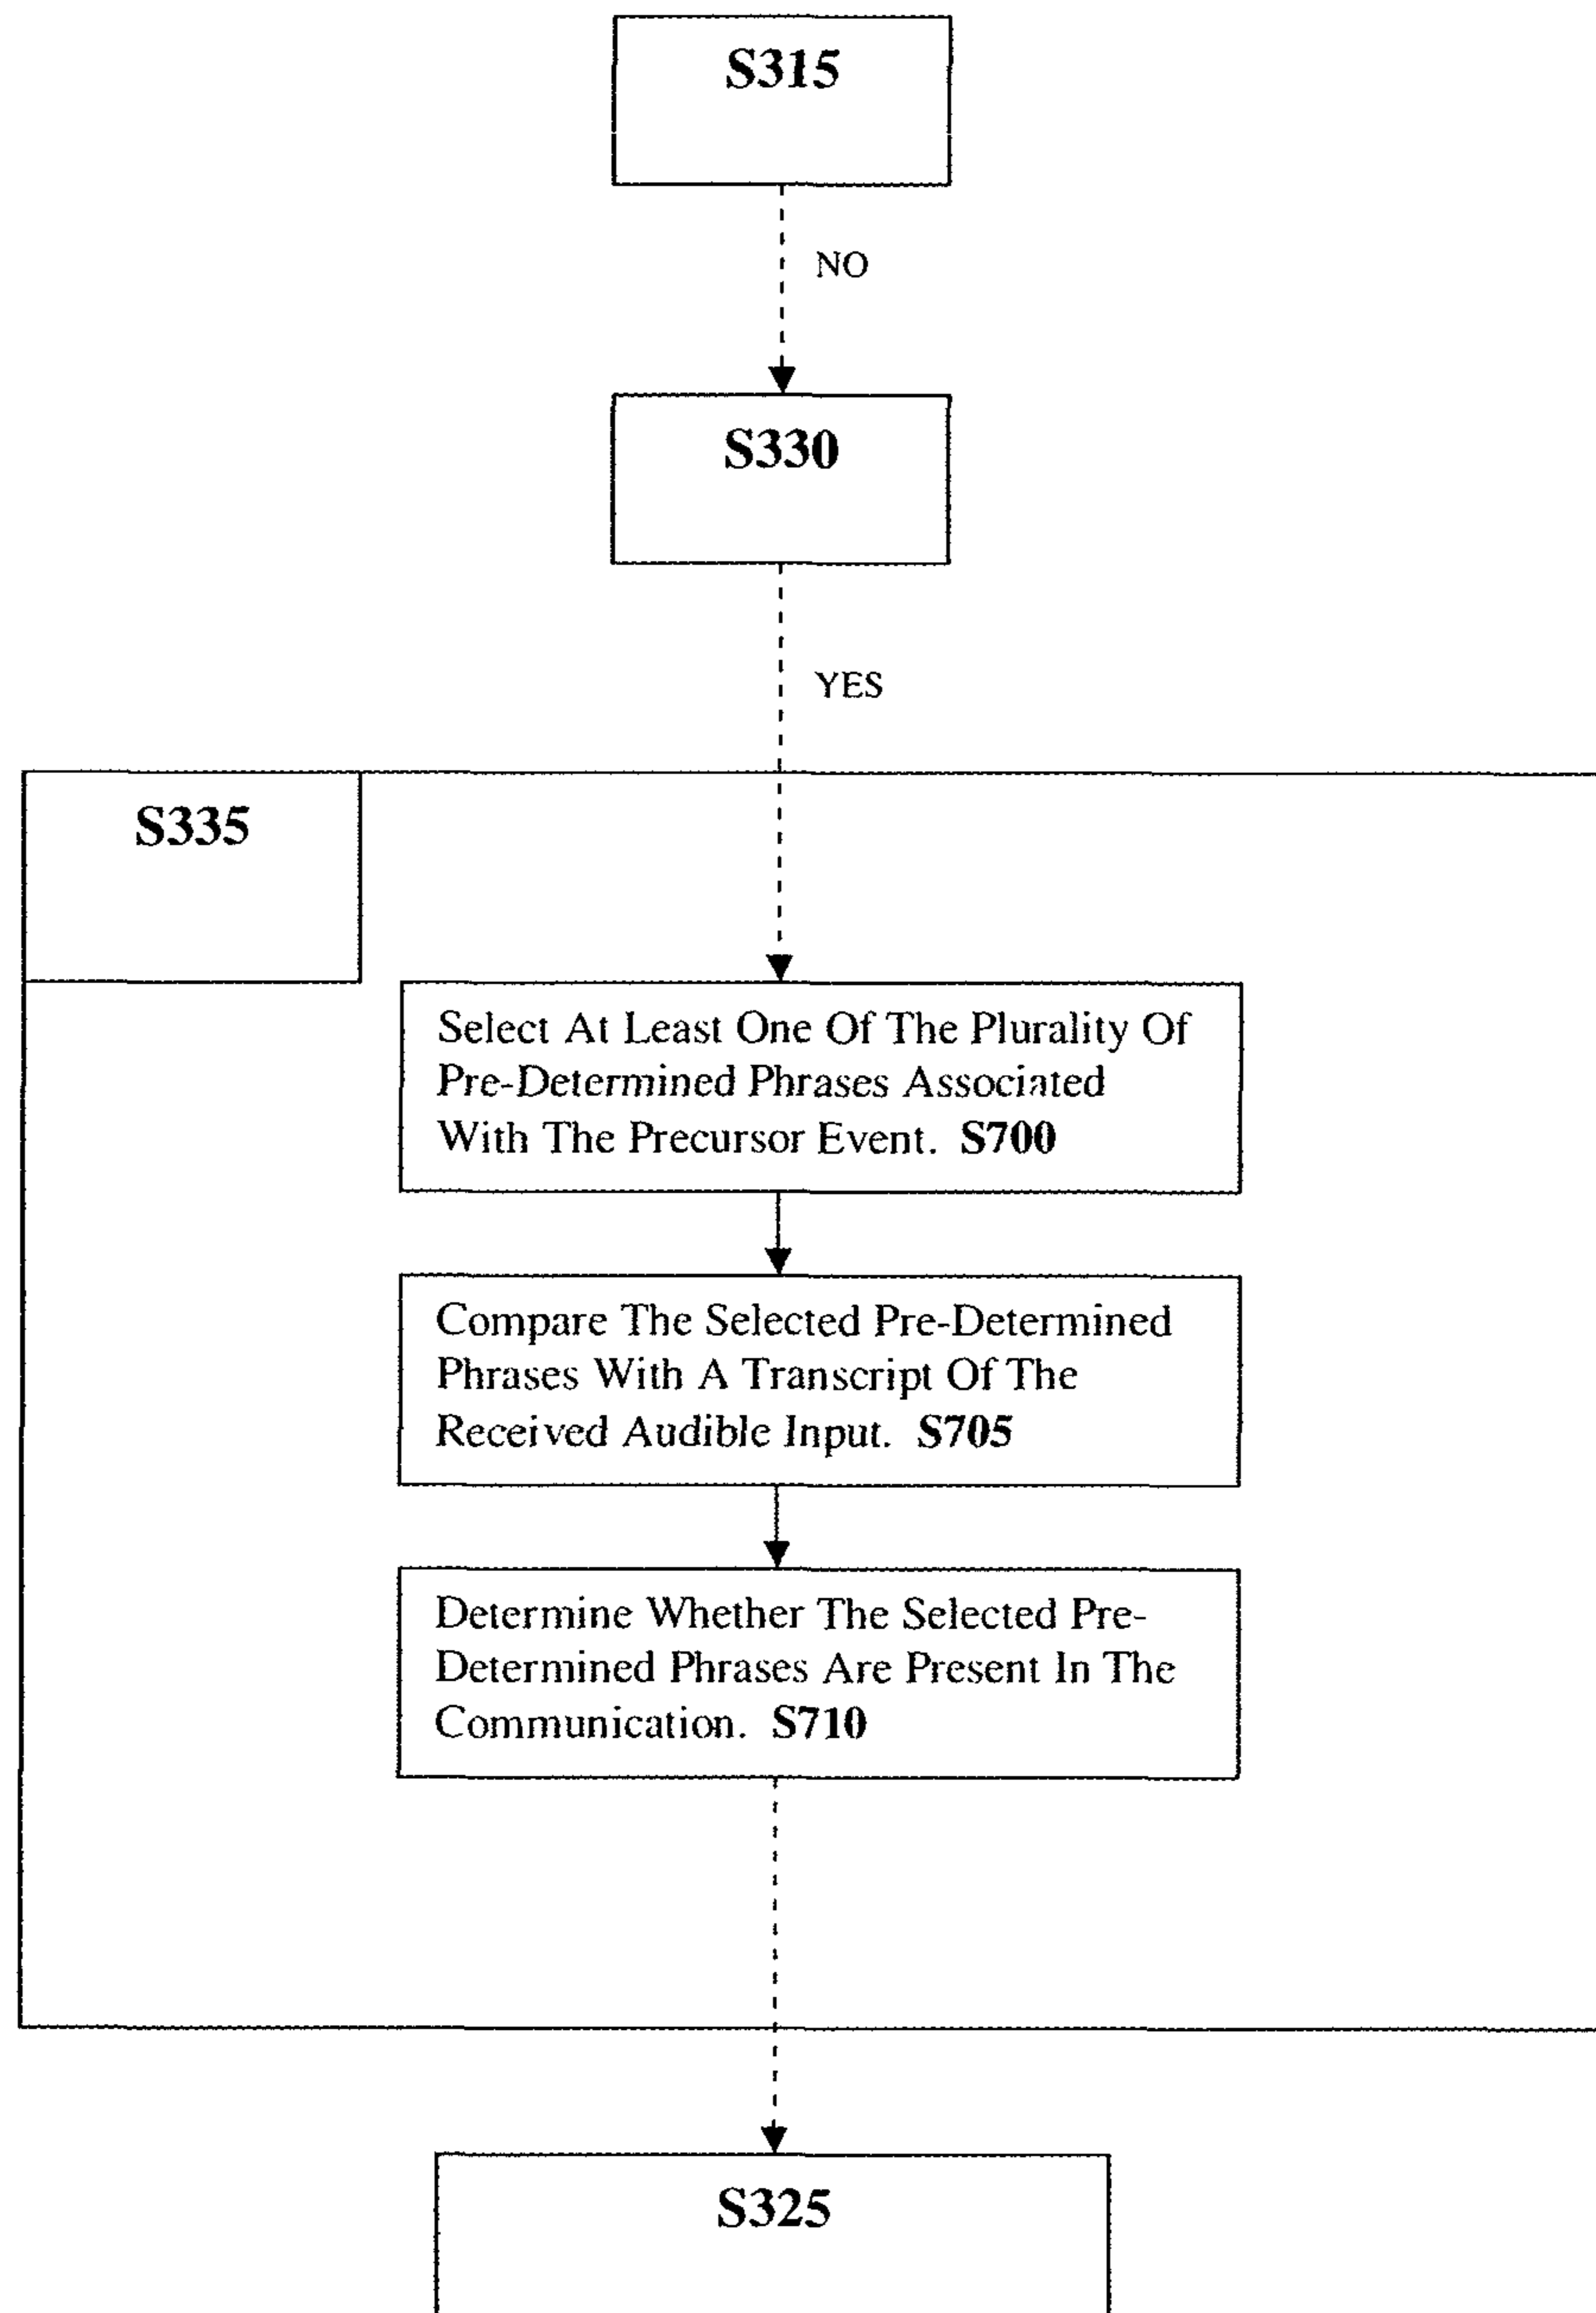 S315
NO
S330
YES
S335
Select At Least One Of The Plurality Of
Pre-Determined Phrases Associated
With The Precursor Event. S700
Compare The Selected Pre-Determined
Phrases With A Transcript Of The
Received Audible Input. S705
Determine Whether The Selected Pre-
Determined Phrases Are Present In The
Communication. S710
S325